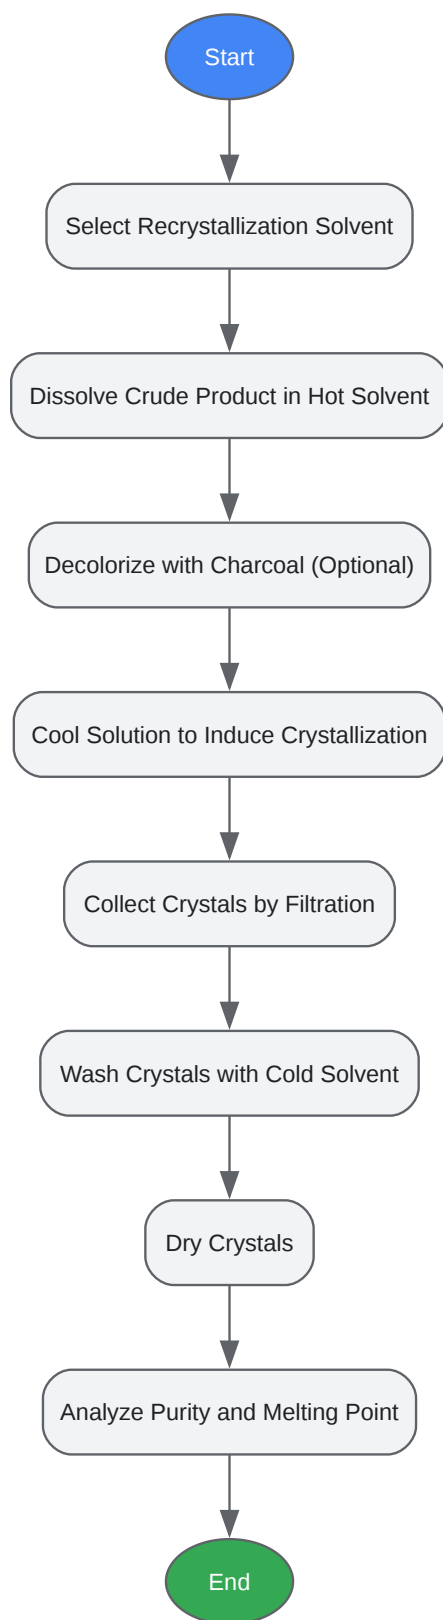 Start
Select Recrystallization Solvent
Dissolve Crude Product in Hot Solvent
Decolorize with Charcoal (Optional)
Cool Solution to Induce Crystallization
Collect Crystals by Filtration
Wash Crystals with Cold Solvent
Dry Crystals
Analyze Purity and Melting Point
End